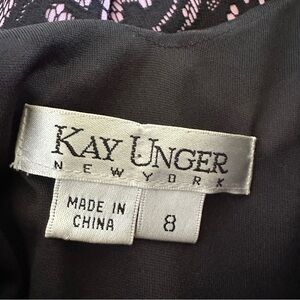 KAY UNGER
NEW YORK
MADE IN
CHINA
8